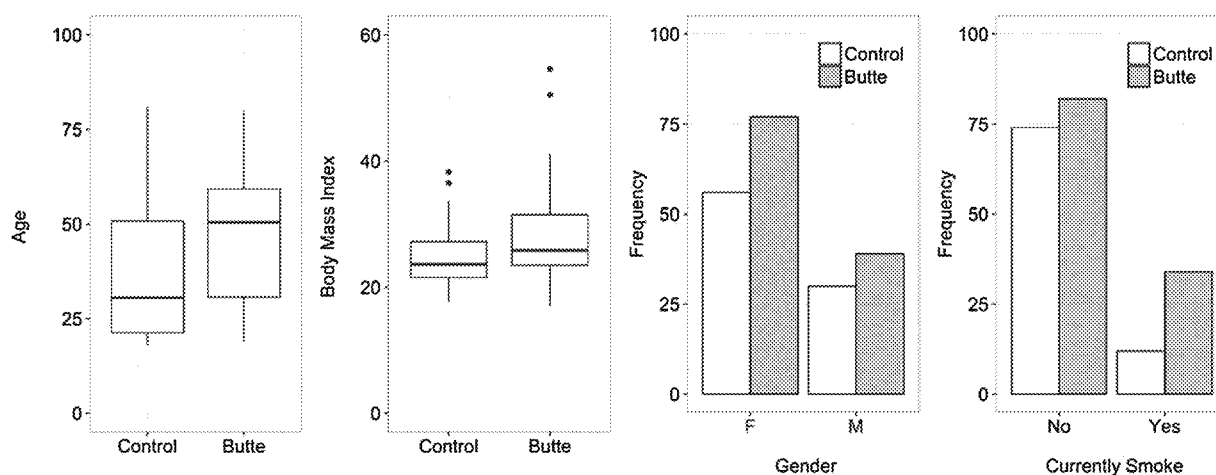 Age
100
75
50
25
0
Control Butte
Body Mass Index
60
40
20
0
Control Butte
Frequency
100
75
50
25
0
Control
Butte
F M
Gender
Frequency
100
75
50
25
0
Control
Butte
No Yes
Currently Smoke